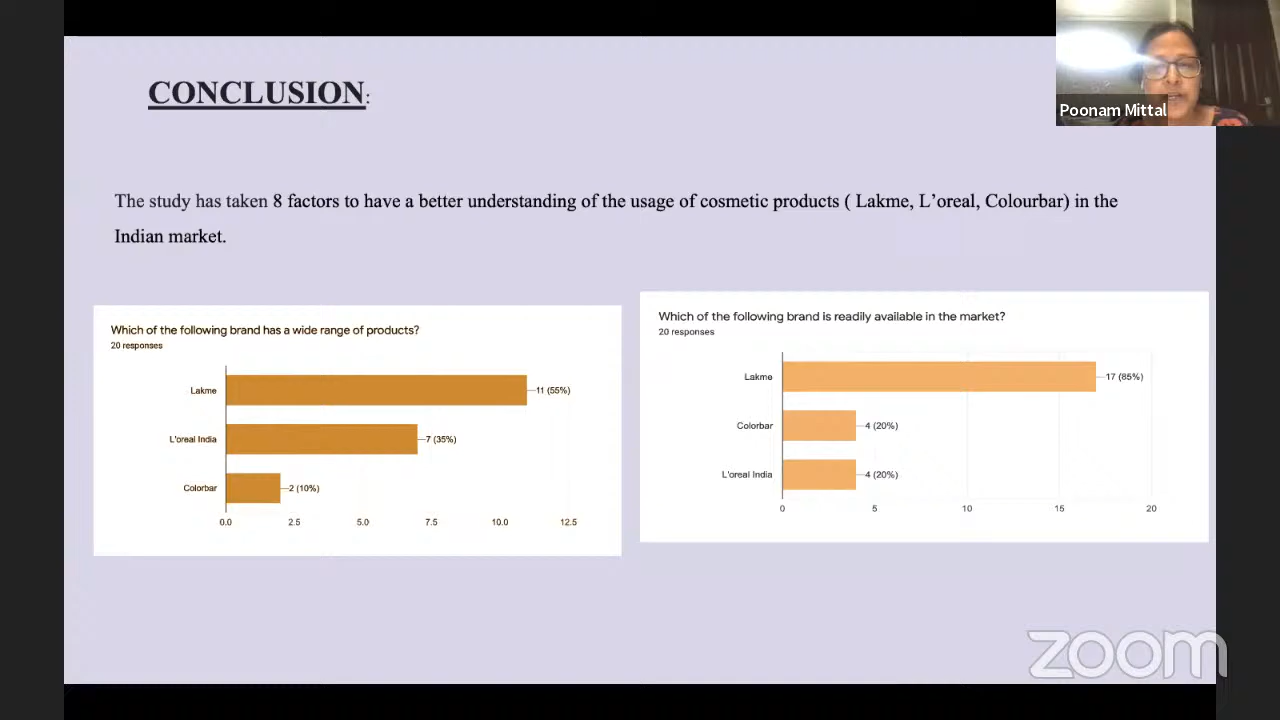 CONCLUSION:
Poonam Mittal
The study has taken 8 factors to have a better understanding of the usage of cosmetic products ( Lakme, L’oreal, Colourbar) in the
Indian market.
Which of the following brand has a wide range of products?
20 responses
Lakme
11 (55%)
L'oreal India
7 (35%)
Colorbar
2 (10%)
0.0 2.5 5.0 7.5 10.0 12.5
Which of the following brand is readily available in the market?
20 responses
Lakme
17 (85%)
Colorbar
4 (20%)
L'oreal India
4 (20%)
0 5 10 15 20
zoom